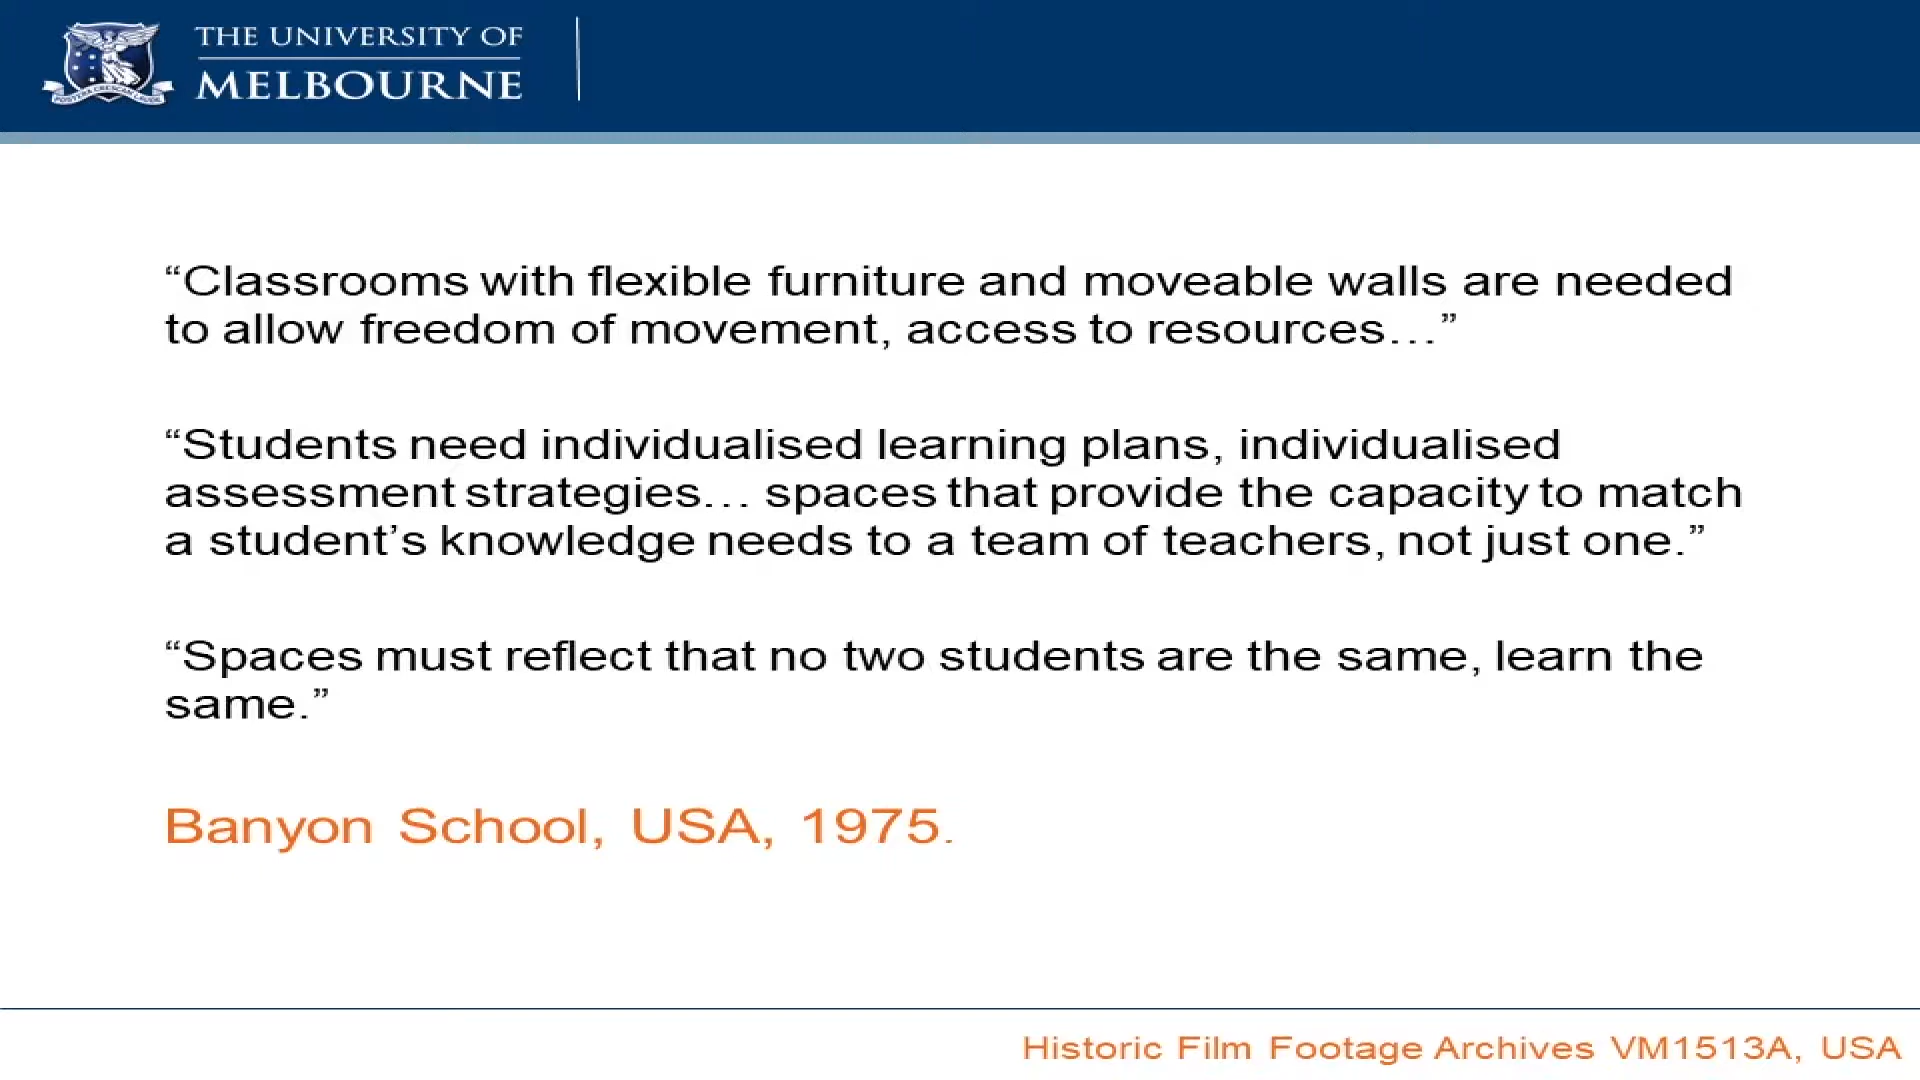 THE UNIVERSITY OF
MELBOURNE
“Classrooms with flexible furniture and moveable walls are needed
to allow freedom of movement, access to resources…”
“Students need individualised learning plans, individualised
assessment strategies… spaces that provide the capacity to match
a student’s knowledge needs to a team of teachers, not just one.”
“Spaces must reflect that no two students are the same, learn the
same.”
Banyon School, USA, 1975.
Historic Film Footage Archives VM1513A, USA